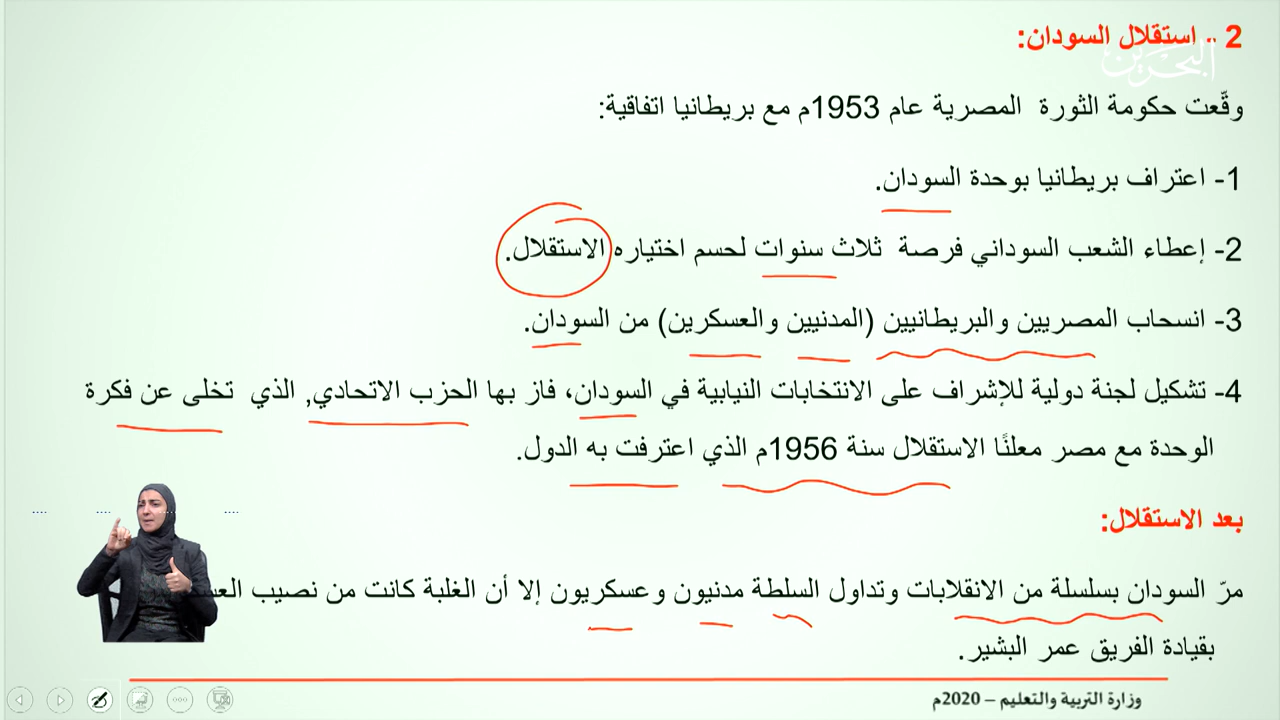 2 - استقلال السودان:
البحرين
وقّعت حكومة الثورة المصرية عام 1953م مع بريطانيا اتفاقية:
1- اعتراف بريطانيا بوحدة السودان.
2- إعطاء الشعب السوداني فرصة ثلاث سنوات لحسم اختياره الاستقلال.
3- انسحاب المصريين والبريطانيين (المدنيين والعسكرين) من السودان.
4- تشكيل لجنة دولية للإشراف على الانتخابات النيابية في السودان، فاز بها الحزب الاتحادي, الذي تخلى عن فكرة
الوحدة مع مصر معلنًا الاستقلال سنة 1956م الذي اعترفت به الدول.
بعد الاستقلال:
مرّ السودان بسلسلة من الانقلابات وتداول السلطة مدنيون وعسكريون إلا أن الغلبة كانت من نصيب
بقيادة الفريق عمر البشير.
وزارة التربية والتعليم – 2020م